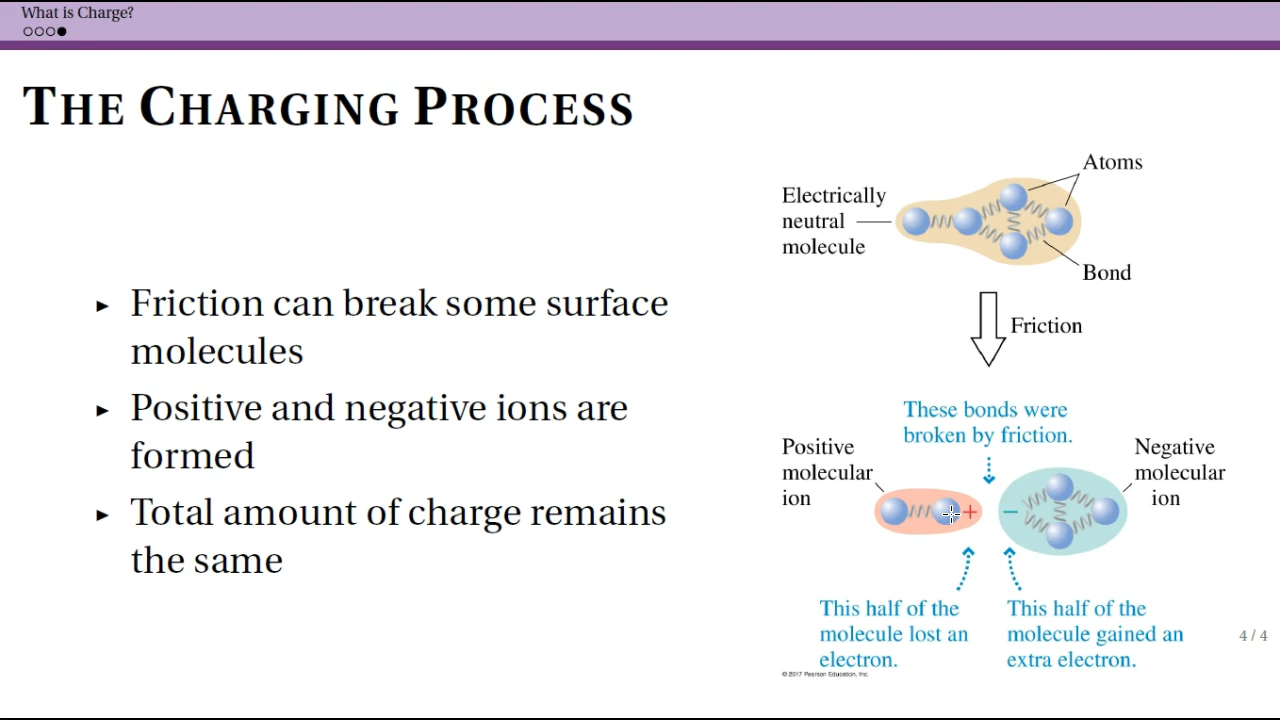 What is Charge?
THE CHARGING PROCESS
► Friction can break some surface
molecules
► Positive and negative ions are
formed
► Total amount of charge remains
the same
Atoms
Electrically
neutral
molecule
Bond
Friction
These bonds were
broken by friction.
Positive
molecular
ion
Negative
molecular
ion
+
−
This half of the
molecule lost an
electron.
This half of the
molecule gained an
extra electron.
© 2017 Pearson Education, Inc.
4 / 4